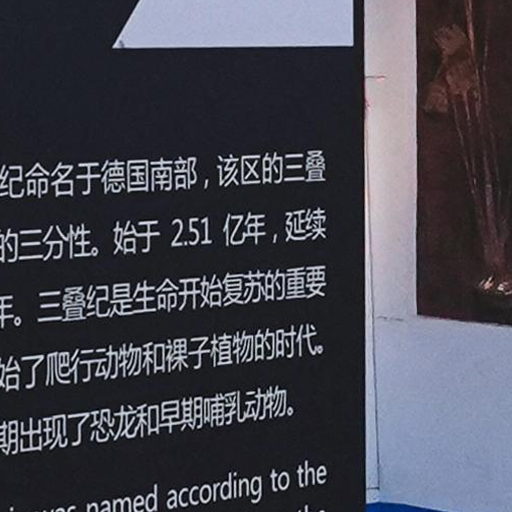 纪命名于德国南部，该区的三叠
的三分性。始于 2.51 亿年，延续
年。三叠纪是生命开始复苏的重要
始了爬行动物和裸子植物的时代。
期出现了恐龙和早期哺乳动物。
was named according to the
the